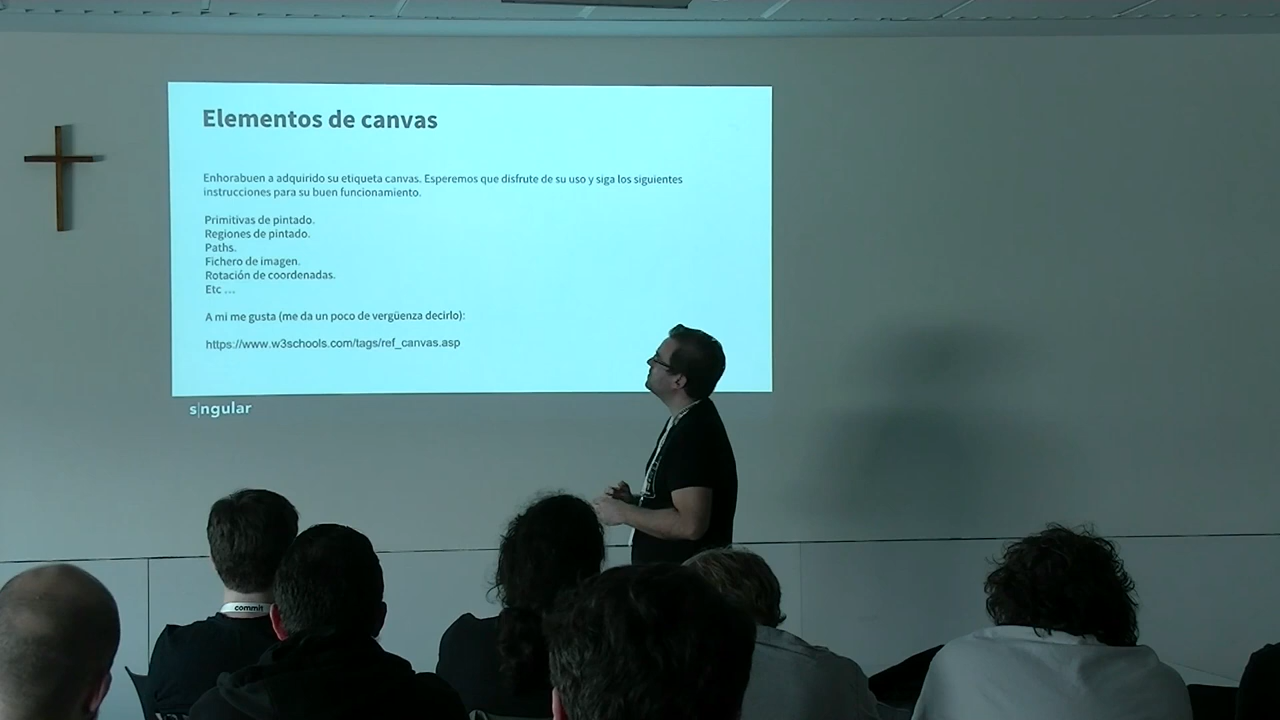 Elementos de canvas
Enhorabuen a adquirido su etiqueta canvas. Esperemos que disfrute de su uso y siga los siguientes
instrucciones para su buen funcionamiento.
Primitivas de pintado.
Regiones de pintado.
Paths.
Fichero de imagen.
Rotación de coordenadas.
Etc ...
A mi me gusta (me da un poco de vergüenza decirlo):
https://www.w3schools.com/tags/ref_canvas.asp
s|ngular
commit